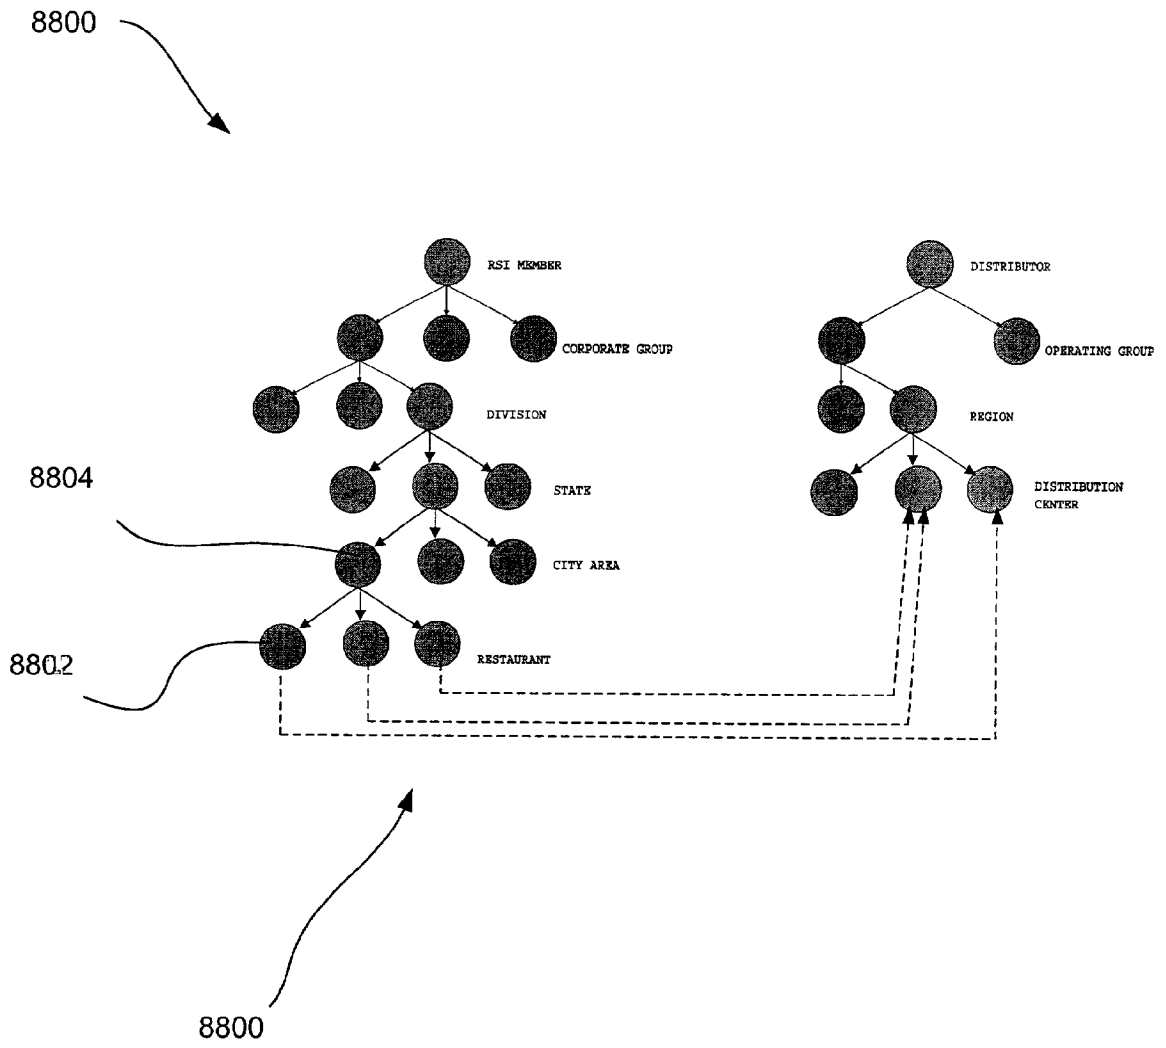 8800
RSI MEMBER
DISTRIBUTOR
CORPORATE GROUP
OPERATING GROUP
DIVISION
REGION
8804
STATE
DISTRIBUTION
CENTER
CITY AREA
8802
RESTAURANT
8800